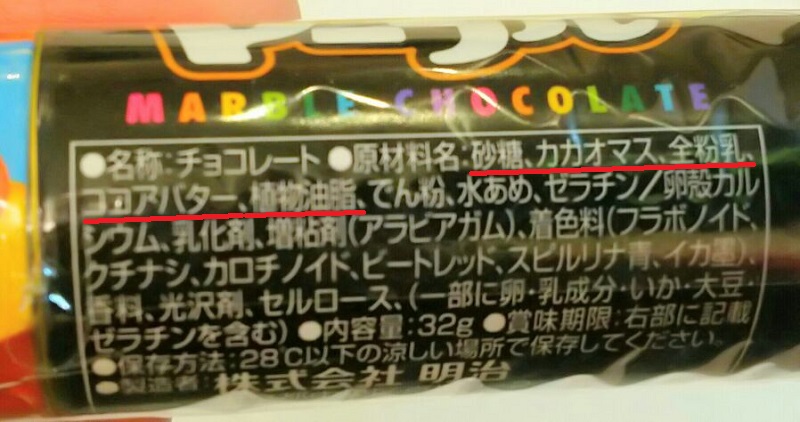 マーブル
MARBLE CHOCOLATE
●名称:チョコレート ●原材料名:砂糖、カカオマス、全粉乳、
ココアバター、植物油脂、でん粉、水あめ、ゼラチン/卵殻カル
シウム、乳化剤、増粘剤(アラビアガム)、着色料(フラボノイド、
クチナシ、カロチノイド、ビートレッド、スピルリナ青、イカ墨)、
香料、光沢剤、セルロース、(一部に卵・乳成分・いか・大豆・
ゼラチンを含む) ●内容量:32g ●賞味期限:右部に記載
●保存方法:28℃以下の涼しい場所で保存してください。
●製造者:株式会社 明治